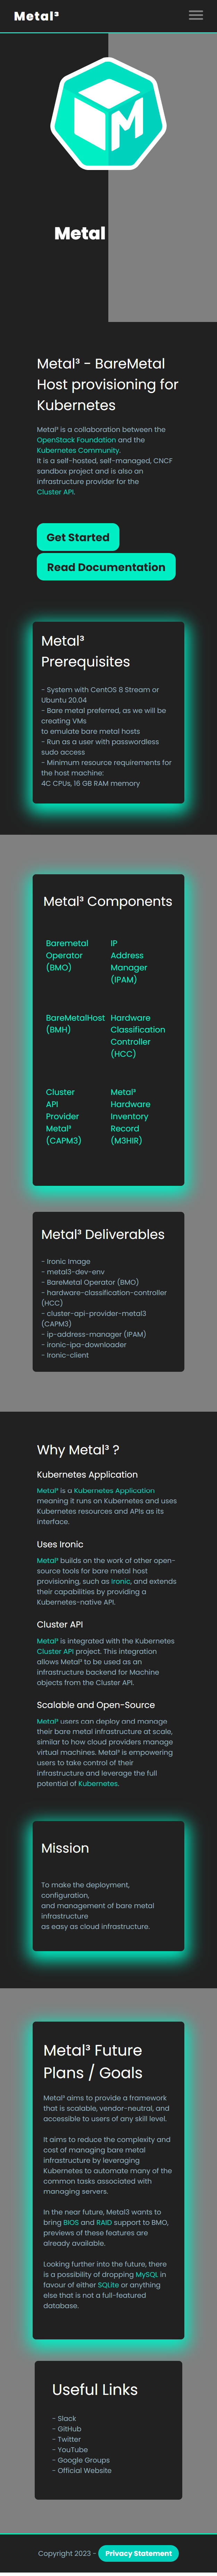 Metal³
M
Metal
Metal³ - BareMetal
Host provisioning for
Kubernetes
Metal³ is a collaboration between the
OpenStack Foundation and the
Kubernetes Community.
It is a self-hosted, self-managed, CNCF
sandbox project and is also an
infrastructure provider for the
Cluster API.
Get Started
Read Documentation
Metal³
Prerequisites
- System with CentOS 8 Stream or
Ubuntu 20.04
- Bare metal preferred, as we will be
creating VMs
to emulate bare metal hosts
- Run as a user with passwordless
sudo access
- Minimum resource requirements for
the host machine:
4C CPUs, 16 GB RAM memory
Metal³ Components
Baremetal
Operator
(BMO)
IP
Address
Manager
(IPAM)
BareMetalHost
(BMH)
Hardware
Classification
Controller
(HCC)
Cluster
API
Provider
Metal³
(CAPM3)
Metal³
Hardware
Inventory
Record
(M3HIR)
Metal³ Deliverables
- Ironic Image
- metal3-dev-env
- BareMetal Operator (BMO)
- hardware-classification-controller
(HCC)
- cluster-api-provider-metal3
(CAPM3)
- ip-address-manager (IPAM)
- ironic-ipa-downloader
- Ironic-client
Why Metal³ ?
Kubernetes Application
Metal³ is a Kubernetes Application
meaning it runs on Kubernetes and uses
Kubernetes resources and APIs as its
interface.
Uses Ironic
Metal³ builds on the work of other open-
source tools for bare metal host
provisioning, such as Ironic, and extends
their capabilities by providing a
Kubernetes-native API.
Cluster API
Metal³ is integrated with the Kubernetes
Cluster API project. This integration
allows Metal³ to be used as an
infrastructure backend for Machine
objects from the Cluster API.
Scalable and Open-Source
Metal³ users can deploy and manage
their bare metal infrastructure at scale,
similar to how cloud providers manage
virtual machines. Metal³ is empowering
users to take control of their
infrastructure and leverage the full
potential of Kubernetes.
Mission
To make the deployment,
configuration,
and management of bare metal
infrastructure
as easy as cloud infrastructure.
Metal³ Future
Plans / Goals
Metal³ aims to provide a framework
that is scalable, vendor-neutral, and
accessible to users of any skill level.
It aims to reduce the complexity and
cost of managing bare metal
infrastructure by leveraging
Kubernetes to automate many of the
common tasks associated with
managing servers.
In the near future, Metal3 wants to
bring BIOS and RAID support to BMO,
previews of these features are
already available.
Looking further into the future, there
is a possibility of dropping MySQL in
favour of either SQLite or anything
else that is not a full-featured
database.
Useful Links
- Slack
- GitHub
- Twitter
- YouTube
- Google Groups
- Official Website
Copyright 2023 - Privacy Statement